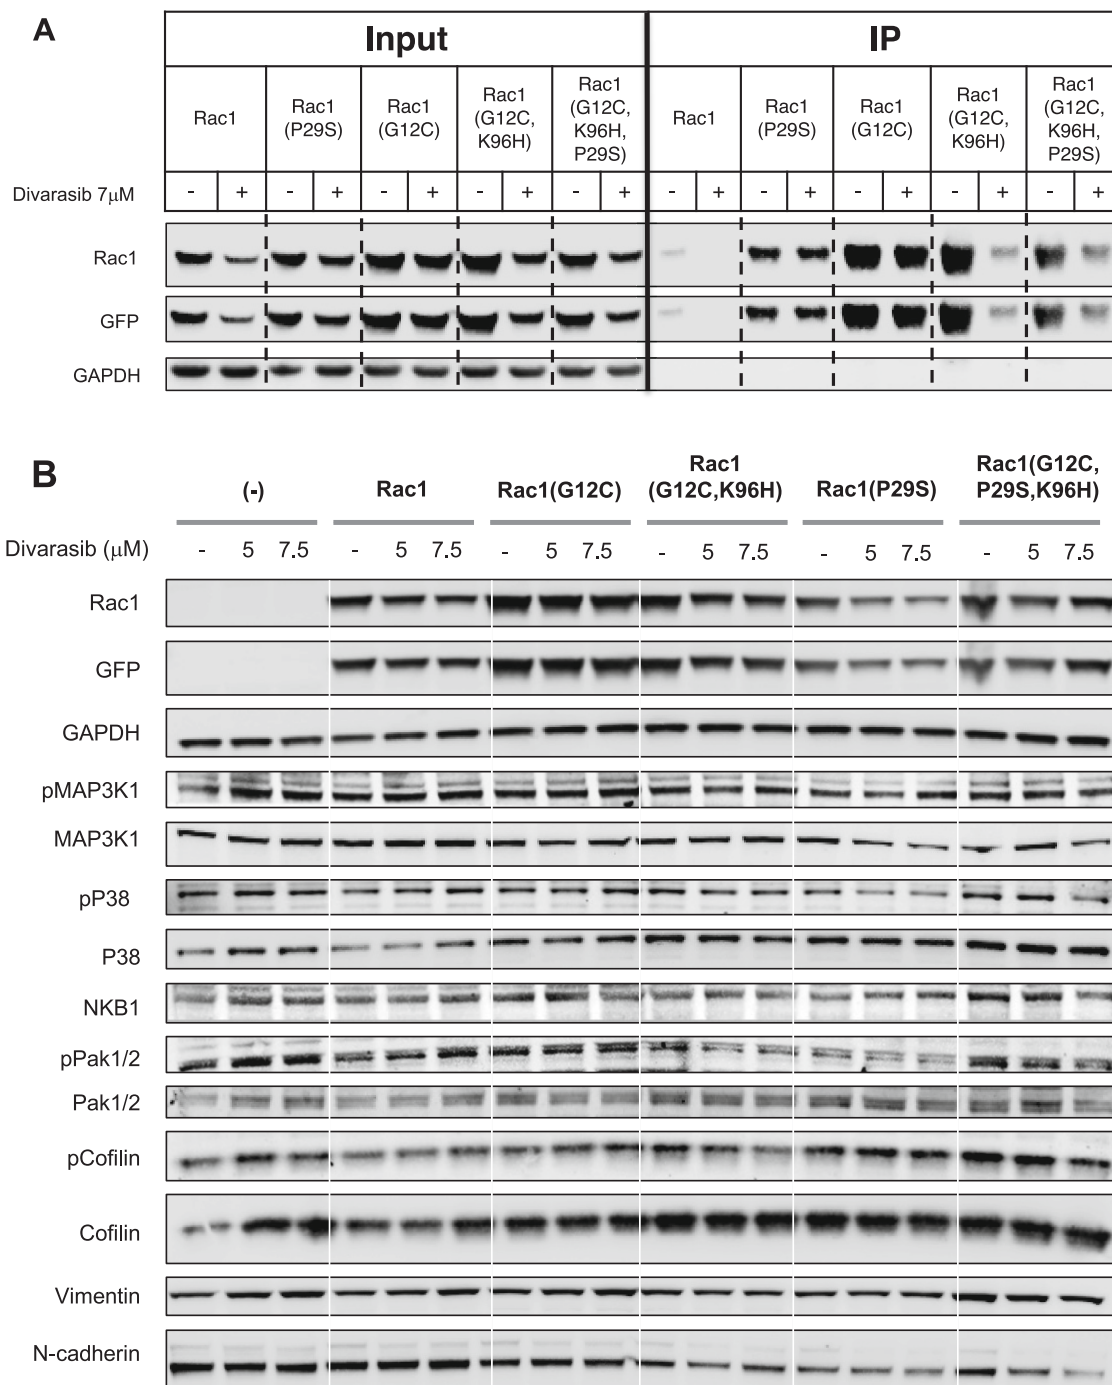 A
Input IP
Rac1 Rac1 (P29S) Rac1 (G12C) Rac1 (G12C, K96H) Rac1 (G12C, K96H, P29S) Rac1 Rac1 (P29S) Rac1 (G12C) Rac1 (G12C, K96H) Rac1 (G12C, K96H, P29S)
Divarasib 7μM - + - + - + - + - + - + - + - + - + - +
Rac1
GFP
GAPDH
B
(-) Rac1 Rac1(G12C) Rac1 (G12C,K96H) Rac1(P29S) Rac1(G12C, P29S,K96H)
Divarasib (μM) - 5 7.5 - 5 7.5 - 5 7.5 - 5 7.5 - 5 7.5 - 5 7.5
Rac1
GFP
GAPDH
pMAP3K1
MAP3K1
pP38
P38
NKB1
pPak1/2
Pak1/2
pCofilin
Cofilin
Vimentin
N-cadherin